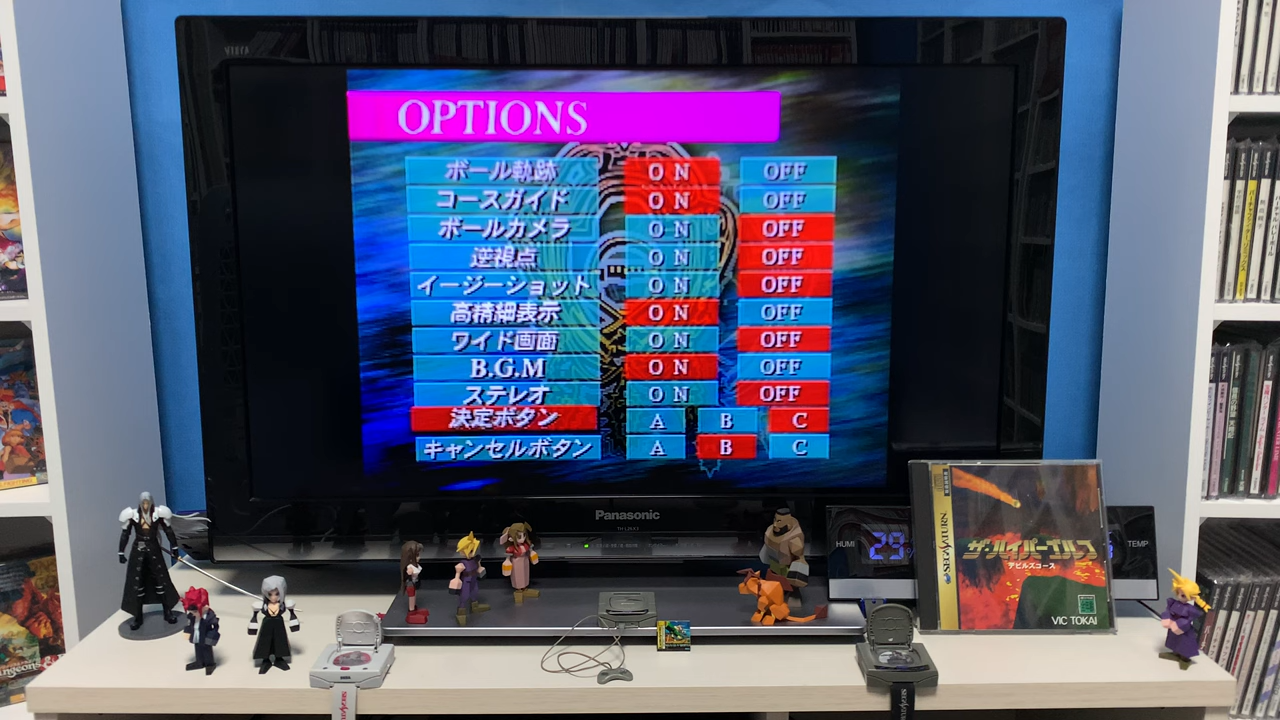 OPTIONS
ボール軌跡 ON OFF
コースガイド ON OFF
ボールカメラ ON OFF
逆視点 ON OFF
イージーショット ON OFF
高精細表示 ON OFF
ワイド画面 ON OFF
B.G.M ON OFF
ステレオ ON OFF
決定ボタン A B C
キャンセルボタン A B C
Panasonic
HUMI
29
TEMP
SEGA SATURN
ザ・ハイパーゴルフ
デビルズコース
VIC TOKAI